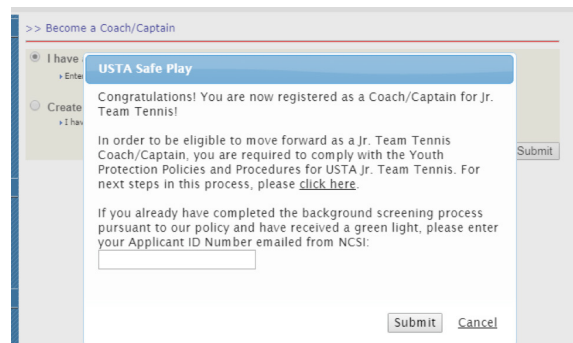 >> Become a Coach/Captain
I have
Enter
Create
I hav
Submit
USTA Safe Play
Congratulations! You are now registered as a Coach/Captain for Jr.
Team Tennis!
In order to be eligible to move forward as a Jr. Team Tennis
Coach/Captain, you are required to comply with the Youth
Protection Policies and Procedures for USTA Jr. Team Tennis. For
next steps in this process, please click here.
If you already have completed the background screening process
pursuant to our policy and have received a green light, please enter
your Applicant ID Number emailed from NCSI:
Submit Cancel